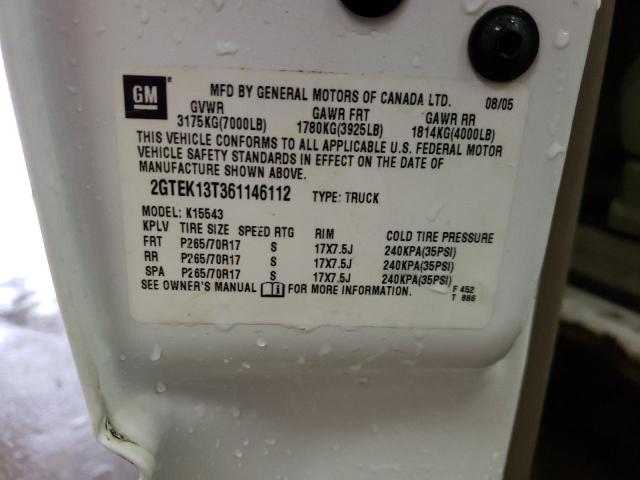 GM ® MFD BY GENERAL MOTORS OF CANADA LTD. 08/05
GVWR GAWR FRT GAWR RR
3175KG(7000LB) 1780KG(3925LB) 1814KG(4000LB)
THIS VEHICLE CONFORMS TO ALL APPLICABLE U.S. FEDERAL MOTOR
VEHICLE SAFETY STANDARDS IN EFFECT ON THE DATE OF
MANUFACTURE SHOWN ABOVE.
2GTEK13T361146112 TYPE: TRUCK
MODEL: K15543
KPLV TIRE SIZE SPEED RTG RIM COLD TIRE PRESSURE
FRT P265/70R17 S 17X7.5J 240KPA(35PSI)
RR P265/70R17 S 17X7.5J 240KPA(35PSI)
SPA P265/70R17 S 17X7.5J 240KPA(35PSI)
SEE OWNER'S MANUAL FOR MORE INFORMATION. F 452
T 886